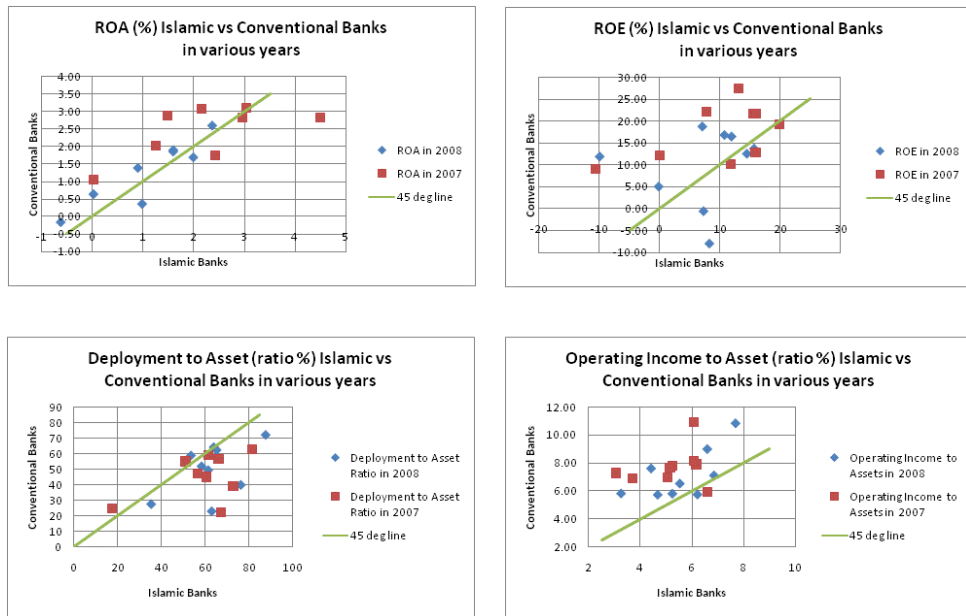 ROA (%) Islamic vs Conventional Banks
in various years
4.00
3.50
3.00
2.50
2.00
1.50
1.00
0.50
0.00
-0.50
-1.00
-1
0
1
2
3
4
5
Conventional Banks
Islamic Banks
ROA in 2008
ROA in 2007
45 deg line
ROE (%) Islamic vs Conventional Banks
in various years
30.00
25.00
20.00
15.00
10.00
5.00
0.00
-5.00
-10.00
-20
-10
0
10
20
30
Conventional Banks
Islamic Banks
ROE in 2008
ROE in 2007
45 deg line
Deployment to Asset (ratio %) Islamic vs
Conventional Banks in various years
90
80
70
60
50
40
30
20
10
0
0
20
40
60
80
100
Conventional Banks
Islamic Banks
Deployment to Asset
Ratio in 2008
Deployment to Asset
Ratio in 2007
45 deg line
Operating Income to Asset (ratio %) Islamic vs
Conventional Banks in various years
12.00
10.00
8.00
6.00
4.00
2.00
2
4
6
8
10
Conventional Banks
Islamic Banks
Operating Income to
Assets in 2008
Operating Income to
Assets in 2007
45 deg line